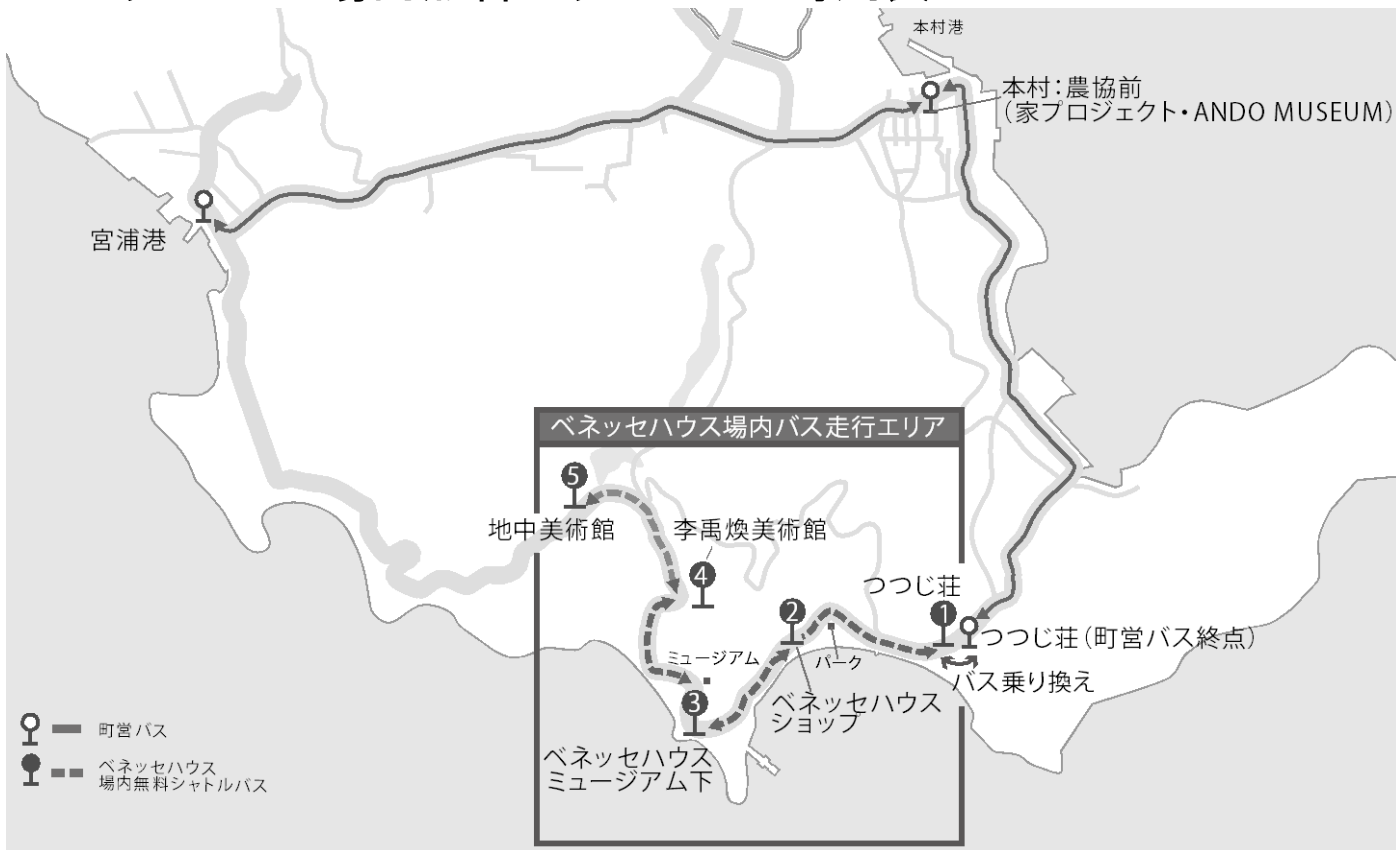 本村港
本村：農協前
（家プロジェクト・ANDO MUSEUM）
宮浦港
ベネッセハウス場内バス走行エリア
5
地中美術館
李禹煥美術館
4
つつじ荘
2
1
つつじ荘（町営バス終点）
ミュージアム
パーク
バス乗り換え
3
ベネッセハウス
ショップ
ベネッセハウス
ミュージアム下
町営バス
ベネッセハウス
場内無料シャトルバス